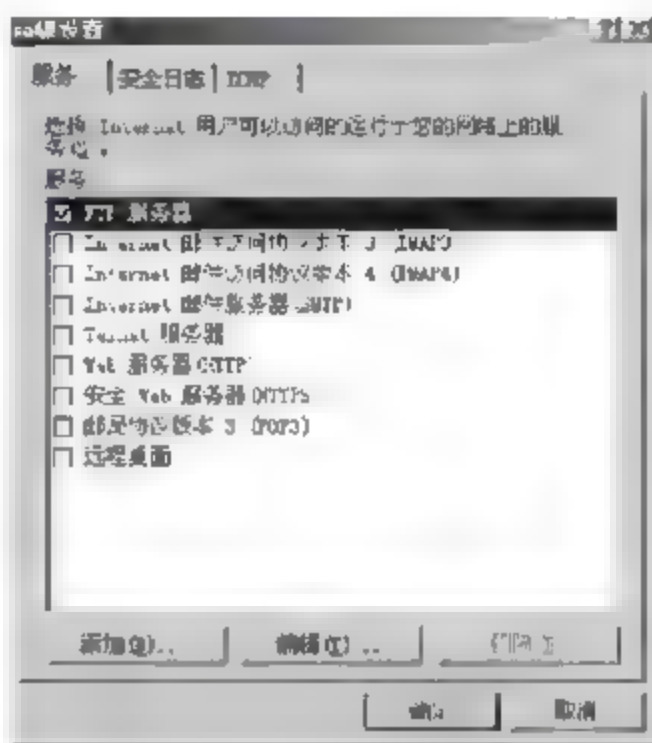 服务 安全日志 ICMP
选择 Internet 用户可以访问的运行于您的网络上的服
务器。
服务
FTP 服务器
Internet 邮件访问协议版本 3 (IMAP3)
Internet 邮件访问协议版本 4 (IMAP4)
Internet 邮件服务器 (SMTP)
Telnet 服务器
Web 服务器 (HTTP)
安全 Web 服务器 (HTTPS)
邮局协议版本 3 (POP3)
远程桌面
添加(D)... 编辑(T)... 删除(L)
确定 取消